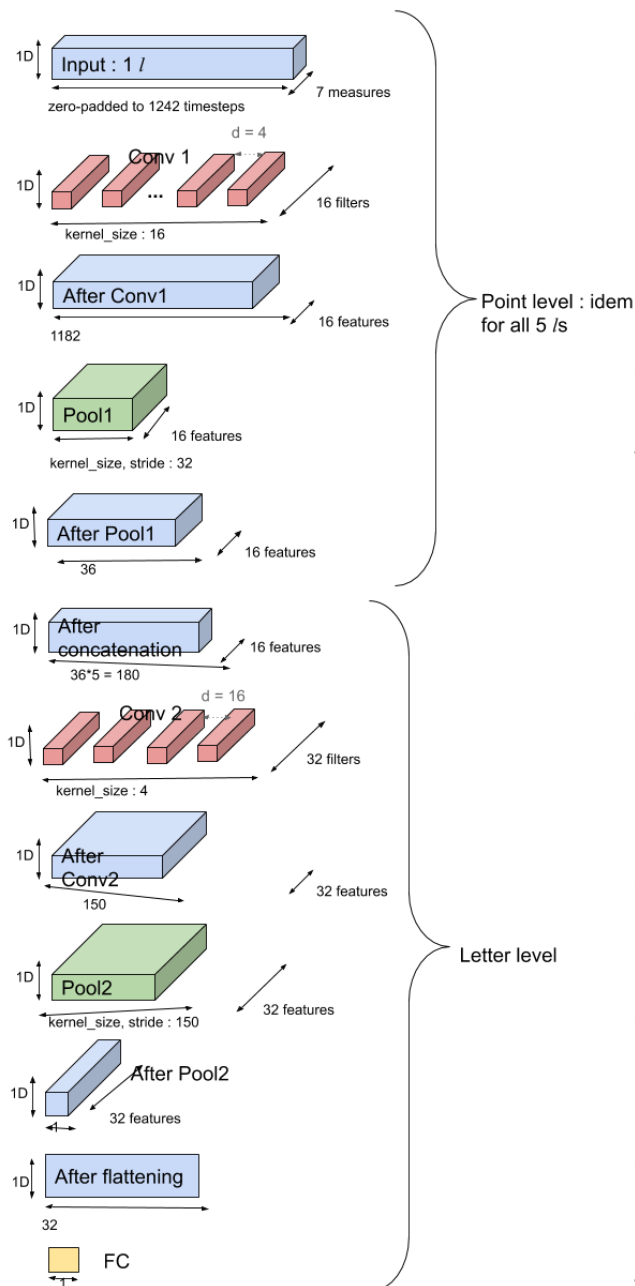 1D
Input : 1 l
zero-padded to 1242 timesteps
7 measures
Conv 1
d = 4
1D
...
16 filters
kernel_size : 16
1D
After Conv1
16 features
1182
Point level : idem
for all 5 ls
1D
Pool1
16 features
kernel_size, stride : 32
1D
After Pool1
16 features
36
1D
After
concatenation
16 features
36*5 = 180
Conv 2
d = 16
1D
32 filters
kernel_size : 4
1D
After
Conv2
32 features
150
Letter level
1D
Pool2
32 features
kernel_size, stride : 150
After Pool2
1D
32 features
1
1D
After flattening
32
FC
1